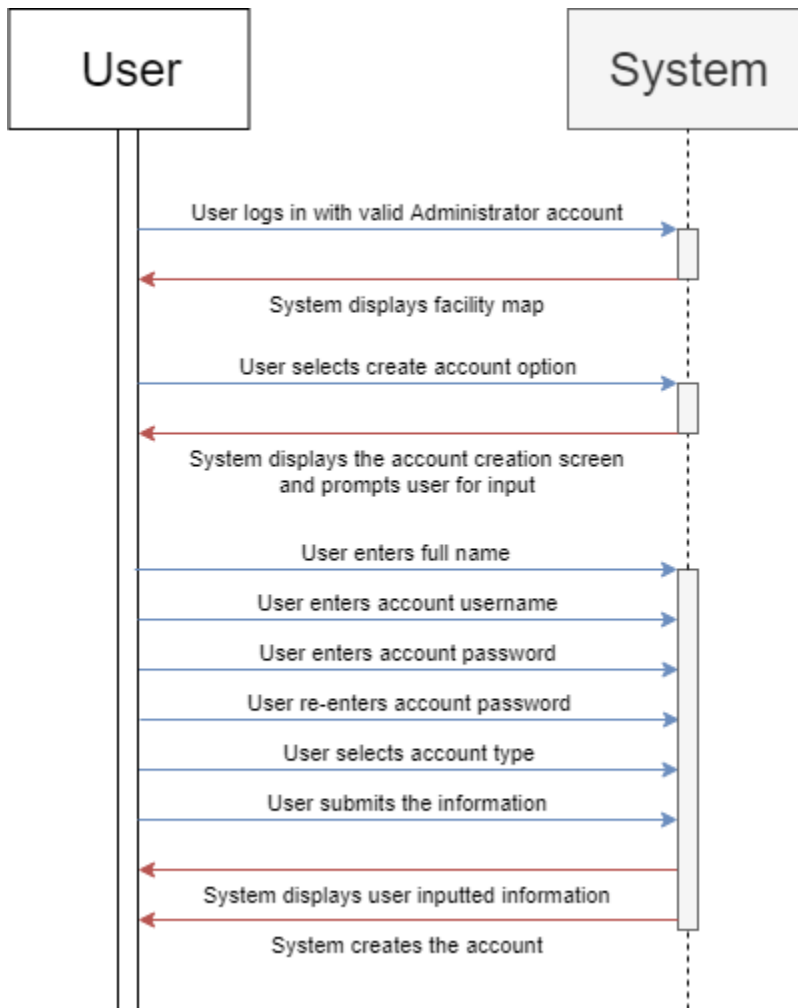 User
System
User logs in with valid Administrator account
System displays facility map
User selects create account option
System displays the account creation screen
and prompts user for input
User enters full name
User enters account username
User enters account password
User re-enters account password
User selects account type
User submits the information
System displays user inputted information
System creates the account